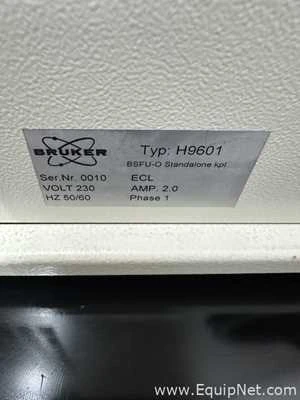 BRUKER
Typ: H9601
BSFU-O Standalone kpl.
Ser.Nr. 0010 ECL
VOLT 230 AMP. 2.0
HZ 50/60 Phase 1
www.EquipNet.com